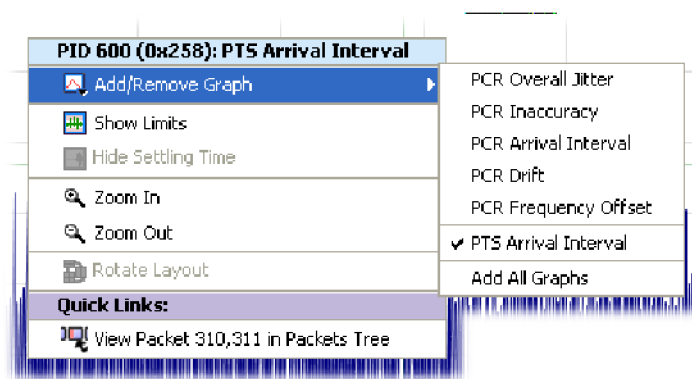 PID 600 (0x258): PTS Arrival Interval
Add/Remove Graph
Show Limits
Hide Settling Time
Zoom In
Zoom Out
Rotate Layout
Quick Links:
View Packet 310,311 in Packets Tree
PCR Overall Jitter
PCR Inaccuracy
PCR Arrival Interval
PCR Drift
PCR Frequency Offset
PTS Arrival Interval
Add All Graphs